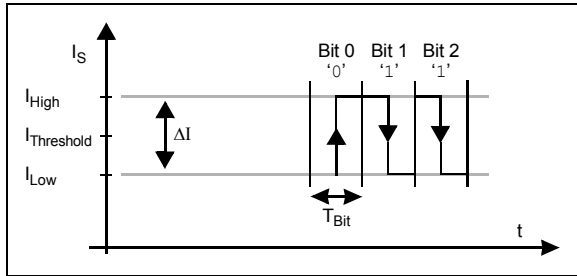 I_S
Bit 0 Bit 1 Bit 2
‘0’ ‘1’ ‘1’
I_High
I_Threshold
ΔI
I_Low
T_Bit
t